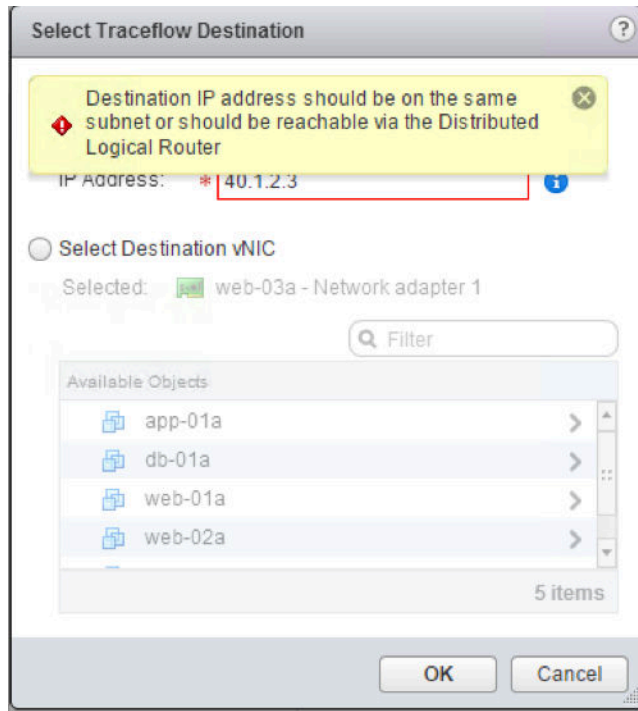 Select Traceflow Destination
?
Destination IP address should be on the same
subnet or should be reachable via the Distributed
Logical Router
IP Address: * 40.1.2.3
Select Destination vNIC
Selected: web-03a - Network adapter 1
Filter
Available Objects
app-01a
db-01a
web-01a
web-02a
5 items
OK Cancel